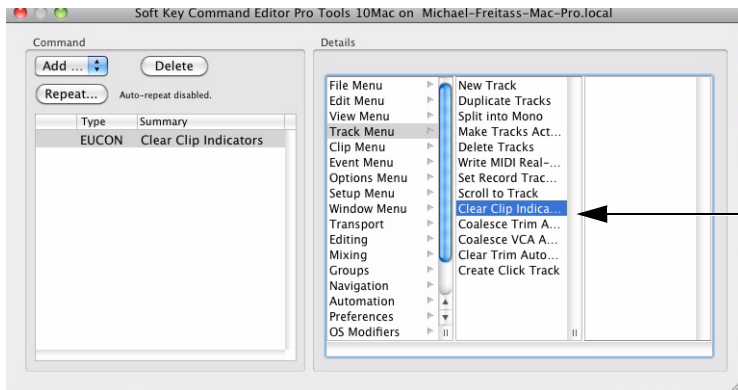 Soft Key Command Editor Pro Tools 10Mac on Michael-Freitass-Mac-Pro.local
Command
Add ...
Delete
Repeat...
Auto-repeat disabled.
Type Summary
EUCON Clear Clip Indicators
Details
File Menu
Edit Menu
View Menu
Track Menu
Clip Menu
Event Menu
Options Menu
Setup Menu
Window Menu
Transport
Editing
Mixing
Groups
Navigation
Automation
Preferences
OS Modifiers
New Track
Duplicate Tracks
Split into Mono
Make Tracks Act...
Delete Tracks
Write MIDI Real-...
Set Record Trac...
Scroll to Track
Clear Clip Indica...
Coalesce Trim A...
Coalesce VCA A...
Clear Trim Auto...
Create Click Track